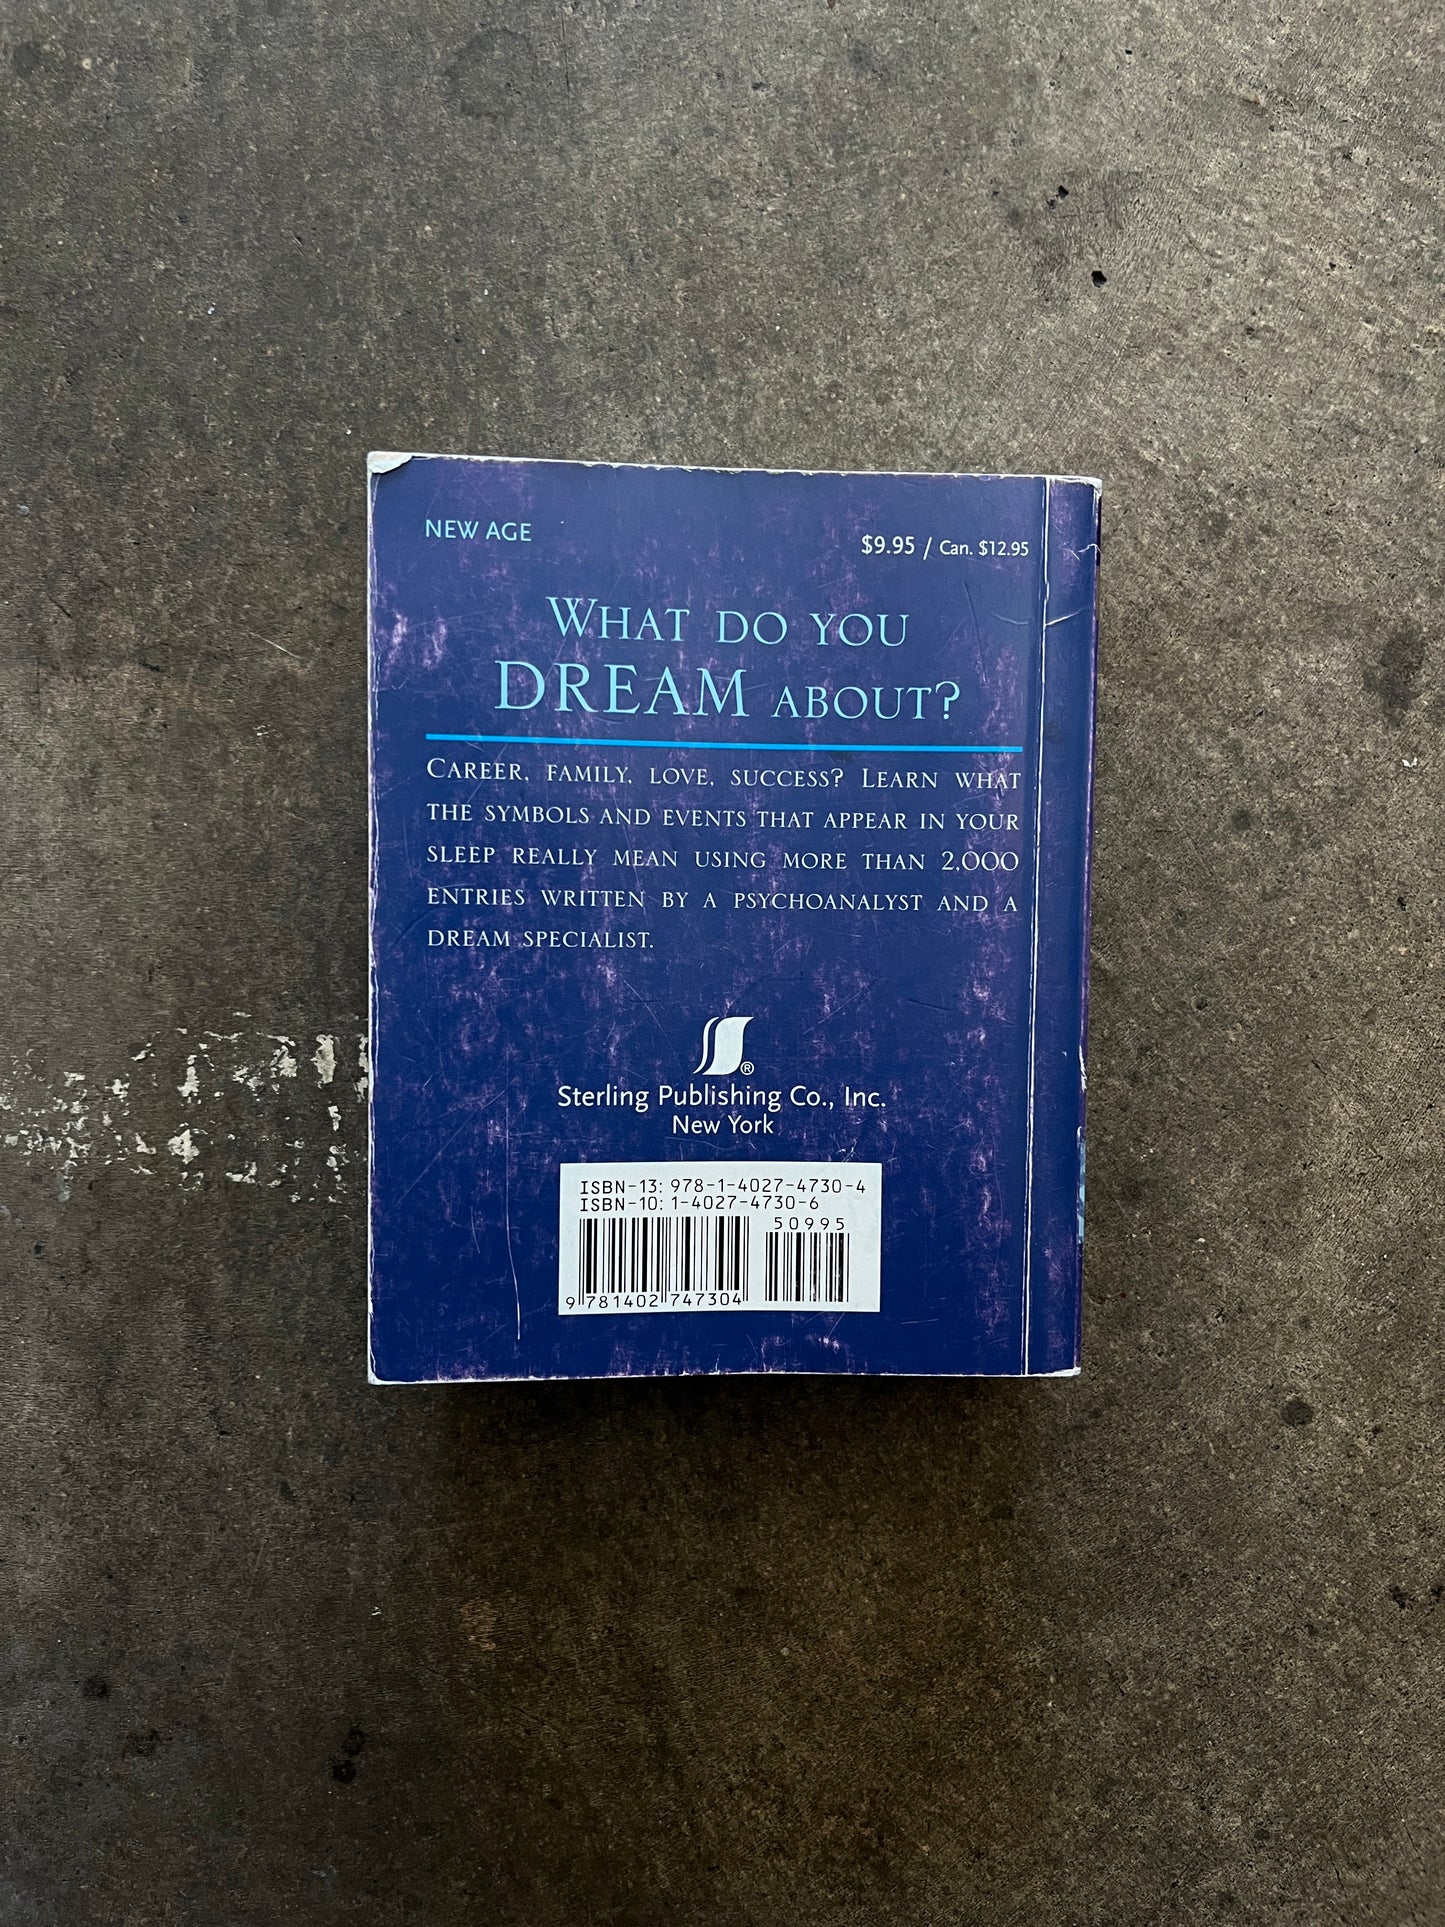 NEW AGE
$9.95 / Can. $12.95
WHAT DO YOU
DREAM ABOUT?
CAREER, FAMILY, LOVE, SUCCESS? LEARN WHAT
THE SYMBOLS AND EVENTS THAT APPEAR IN YOUR
SLEEP REALLY MEAN USING MORE THAN 2,000
ENTRIES WRITTEN BY A PSYCHOANALYST AND A
DREAM SPECIALIST.
®
Sterling Publishing Co., Inc.
New York
ISBN-13: 978-1-4027-4730-4
ISBN-10: 1-4027-4730-6
50995
9 781402 747304